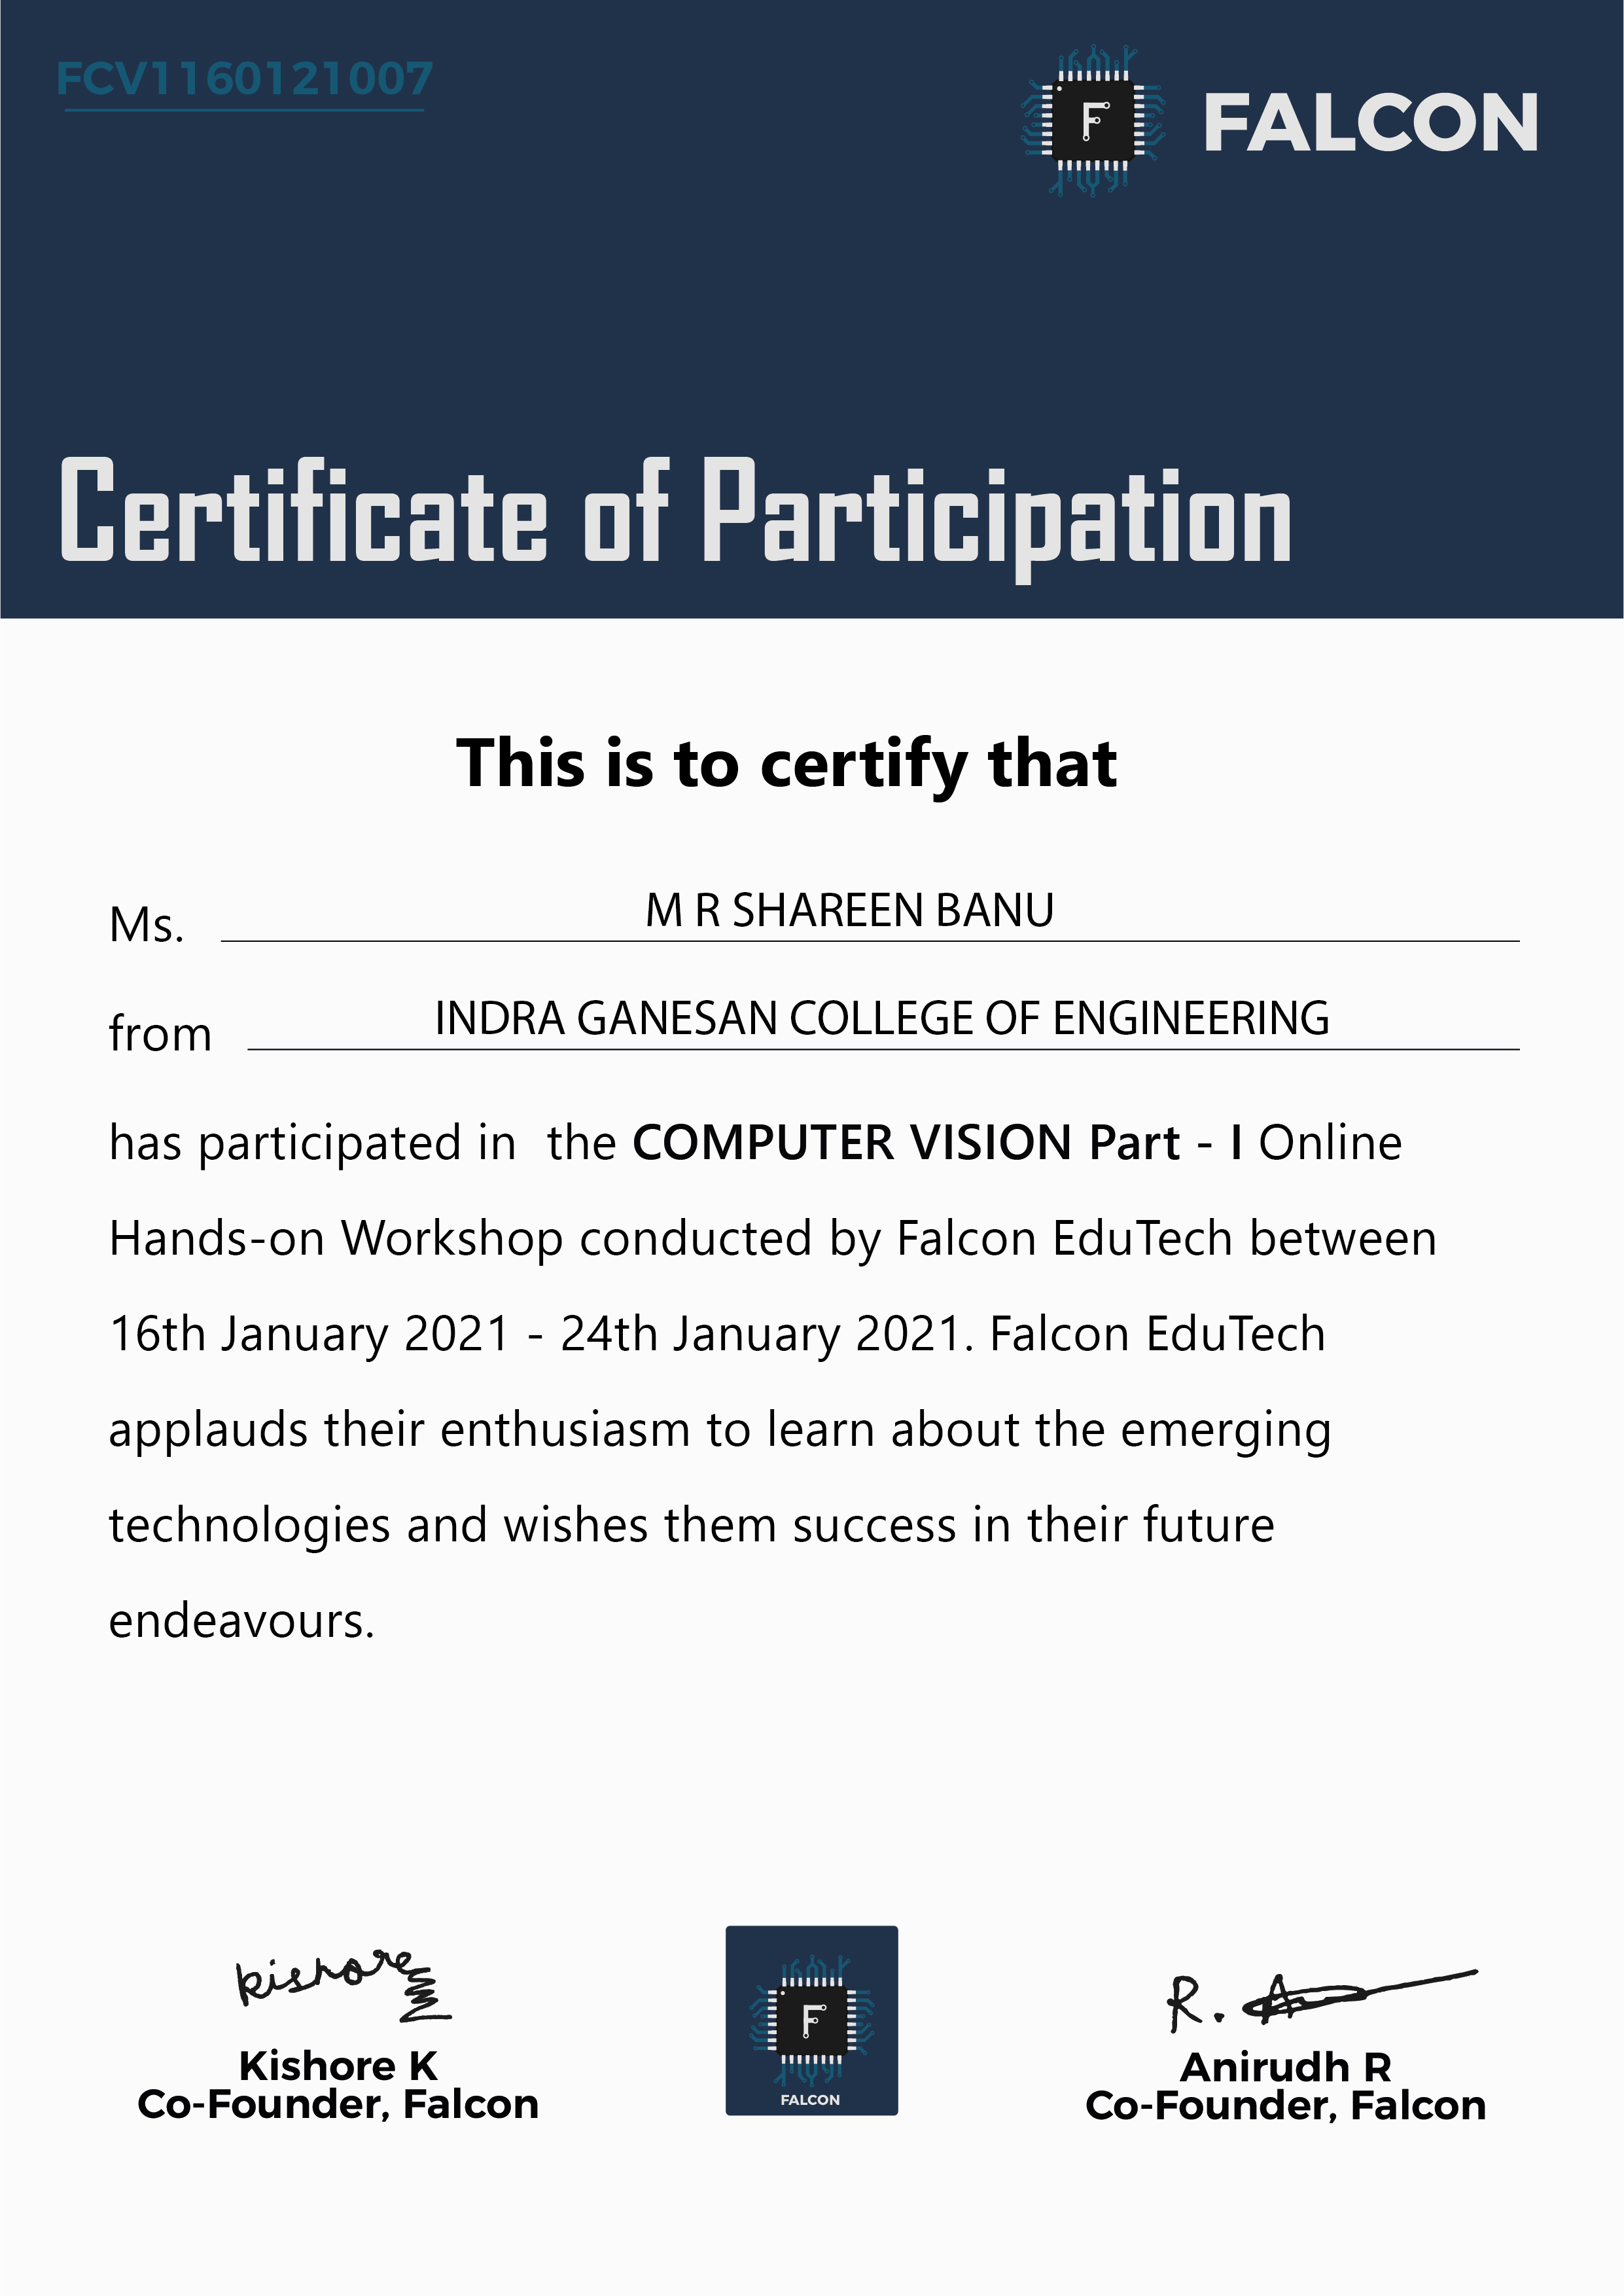 FCV1160121007
F
FALCON
Certificate of Participation
This is to certify that
Ms. M R SHAREEN BANU
from INDRA GANESAN COLLEGE OF ENGINEERING
has participated in the COMPUTER VISION Part - I Online
Hands-on Workshop conducted by Falcon EduTech between
16th January 2021 - 24th January 2021. Falcon EduTech
applauds their enthusiasm to learn about the emerging
technologies and wishes them success in their future
endeavours.
kishore
Kishore K
Co-Founder, Falcon
F
FALCON
R. A
Anirudh R
Co-Founder, Falcon